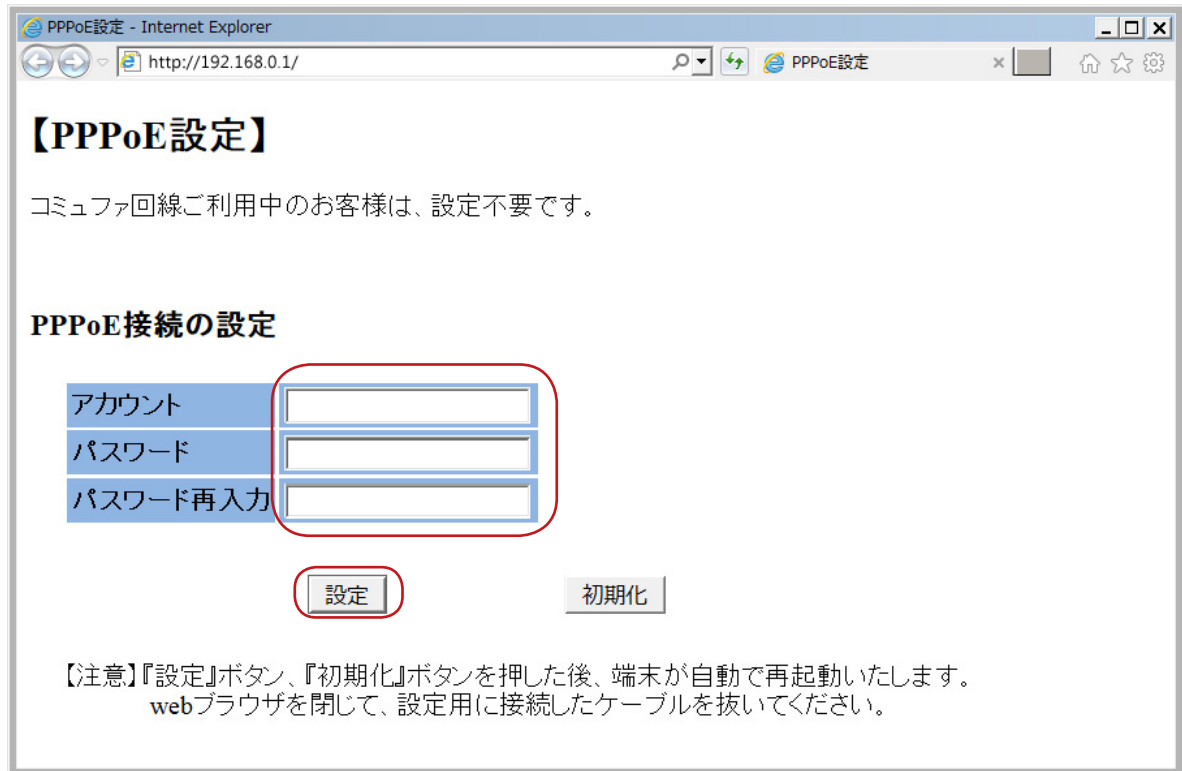 PPPoE設定 - Internet Explorer
http://192.168.0.1/
PPPoE設定
【PPPoE設定】
コミュファ回線ご利用中のお客様は、設定不要です。
PPPoE接続の設定
アカウント
パスワード
パスワード再入力
設定 初期化
【注意】『設定』ボタン、『初期化』ボタンを押した後、端末が自動で再起動いたします。
webブラウザを閉じて、設定用に接続したケーブルを抜いてください。